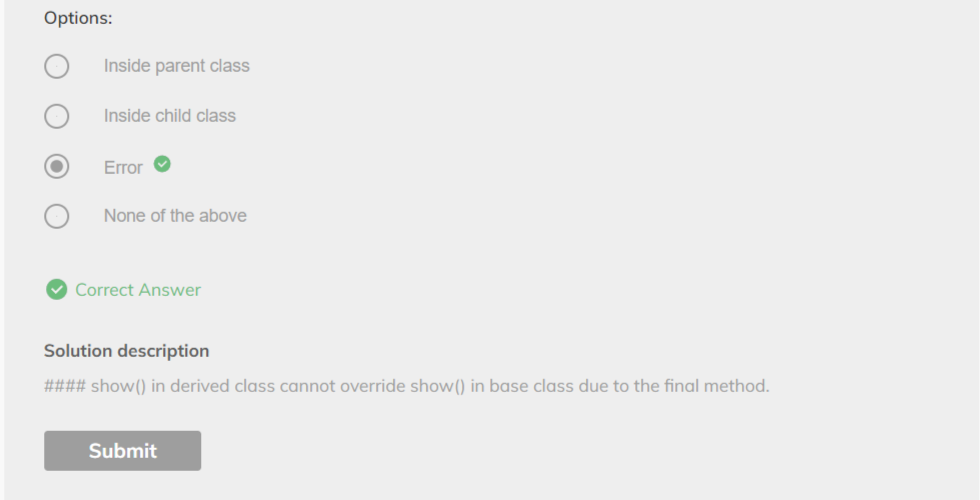 Options:
Inside parent class
Inside child class
Error
None of the above
Correct Answer
Solution description
#### show() in derived class cannot override show() in base class due to the final method.
Submit